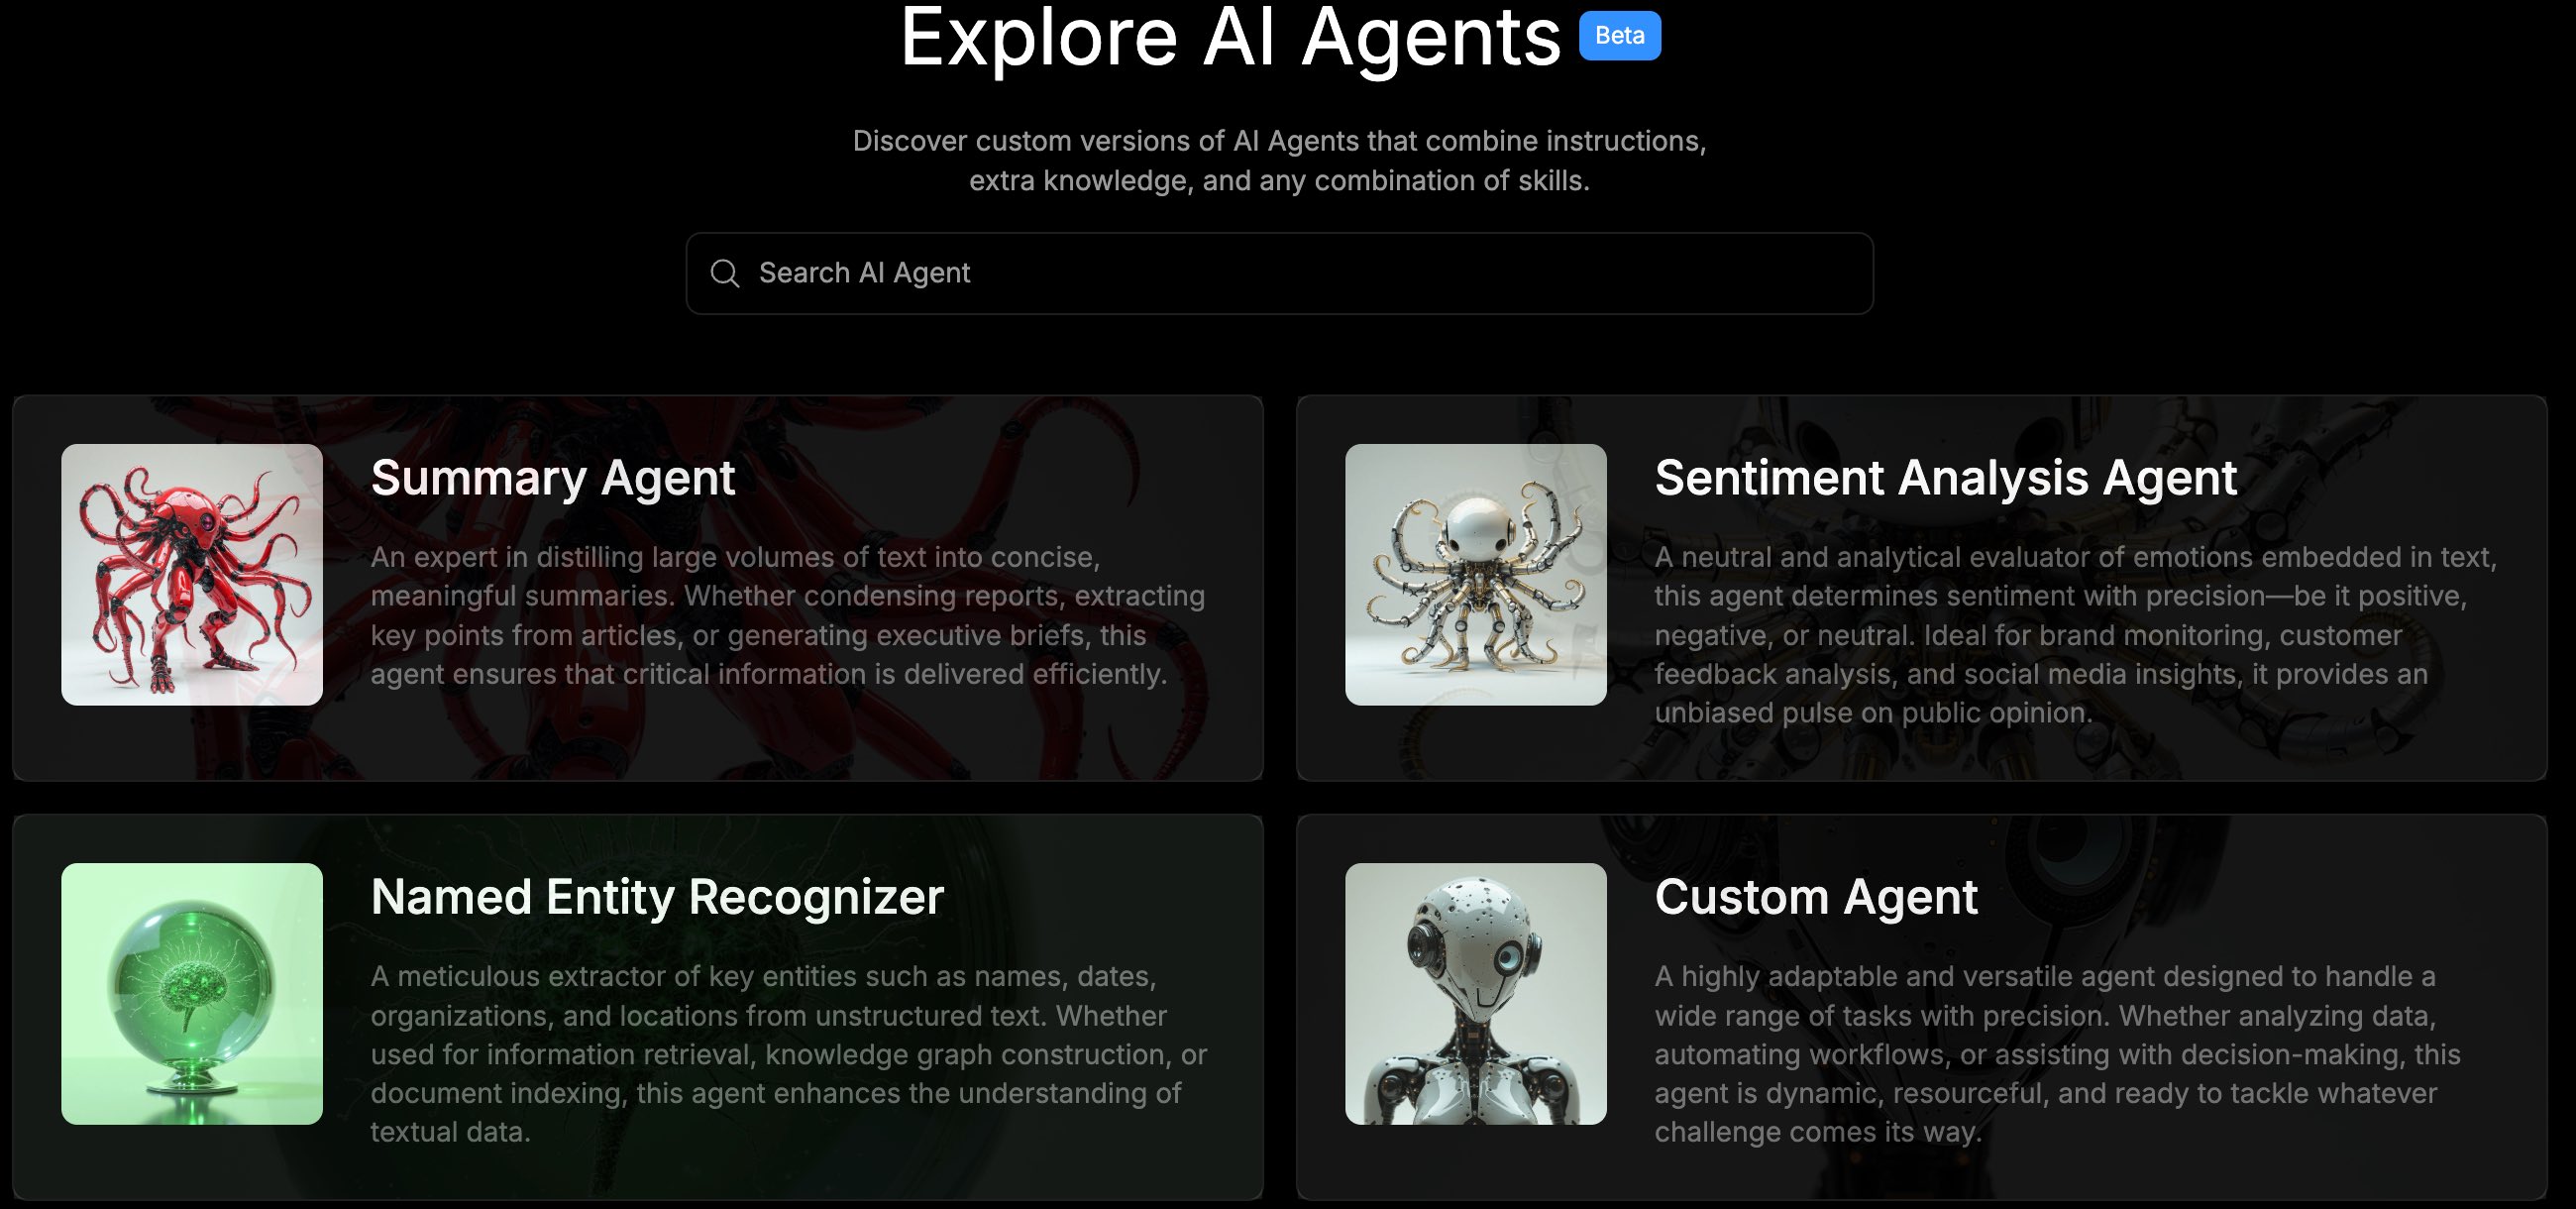 Explore AI Agents Beta
Discover custom versions of AI Agents that combine instructions,
extra knowledge, and any combination of skills.
Search AI Agent
Summary Agent
An expert in distilling large volumes of text into concise,
meaningful summaries. Whether condensing reports, extracting
key points from articles, or generating executive briefs, this
agent ensures that critical information is delivered efficiently.
Sentiment Analysis Agent
A neutral and analytical evaluator of emotions embedded in text,
this agent determines sentiment with precision—be it positive,
negative, or neutral. Ideal for brand monitoring, customer
feedback analysis, and social media insights, it provides an
unbiased pulse on public opinion.
Named Entity Recognizer
A meticulous extractor of key entities such as names, dates,
organizations, and locations from unstructured text. Whether
used for information retrieval, knowledge graph construction, or
document indexing, this agent enhances the understanding of
textual data.
Custom Agent
A highly adaptable and versatile agent designed to handle a
wide range of tasks with precision. Whether analyzing data,
automating workflows, or assisting with decision-making, this
agent is dynamic, resourceful, and ready to tackle whatever
challenge comes its way.